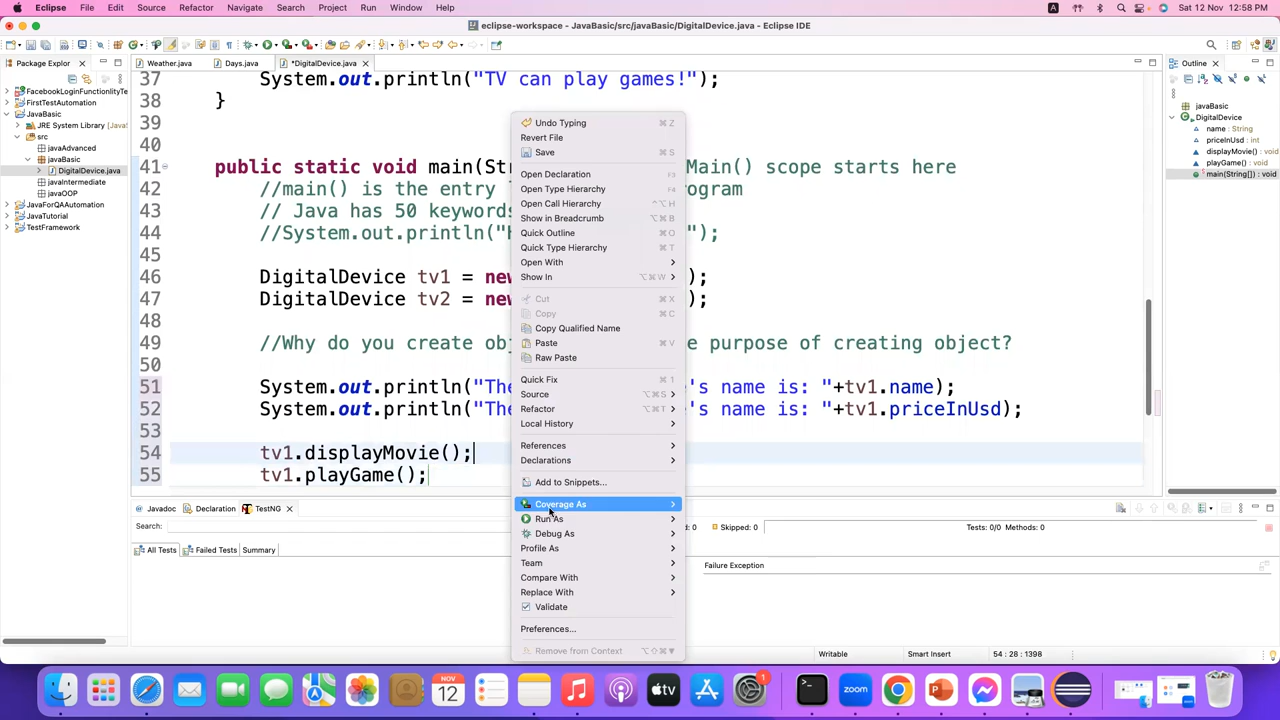 Eclipse File Edit Source Refactor Navigate Search Project Run Window Help A Sat 12 Nov 12:58 PM
eclipse-workspace - JavaBasic/src/javaBasic/DigitalDevice.java - Eclipse IDE
Package Explor
FacebookLoginFunctionlityTe
FirstTestAutomation
JavaBasic
JRE System Library [Java
src
javaAdvanced
javaBasic
DigitalDevice.java
javaIntermediate
javaOOP
JavaForQAAutomation
JavaTutorial
TestFramework
Weather.java Days.java *DigitalDevice.java
37 System.out.println("TV can play games!");
38 }
39
40
41 public static void main(Str Main() scope starts here
42 //main() is the entry rogram
43 // Java has 50 keywords
44 //System.out.println("H ");
45
46 DigitalDevice tv1 = new );
47 DigitalDevice tv2 = new );
48
49 //Why do you create obj e purpose of creating object?
50
51 System.out.println("The 's name is: "+tv1.name);
52 System.out.println("The 's name is: "+tv1.priceInUsd);
53
54 tv1.displayMovie();
55 tv1.playGame();
Undo Typing ⌘Z
Revert File
Save ⌘S
Open Declaration F3
Open Type Hierarchy F4
Open Call Hierarchy ^⌥H
Show in Breadcrumb ⌥⌘B
Quick Outline ⌘O
Quick Type Hierarchy ⌘T
Open With
Show In ⌥⌘W
Cut ⌘X
Copy ⌘C
Copy Qualified Name
Paste ⌘V
Raw Paste
Quick Fix ⌘1
Source ⌥⌘S
Refactor ⌥⌘T
Local History
References
Declarations
Add to Snippets...
Coverage As
Run As
Debug As
Profile As
Team
Compare With
Replace With
Validate
Preferences...
Remove from Context ⌥⇧⌘▼
Outline
javaBasic
DigitalDevice
name : String
priceInUsd : int
displayMovie() : void
playGame() : void
main(String[]) : void
Javadoc Declaration TestNG
Search: d: 0 Skipped: 0 Tests: 0/0 Methods: 0
All Tests Failed Tests Summary
Failure Exception
Writable Smart Insert 54 : 28 : 1398
NOV
12
tv
zoom
1